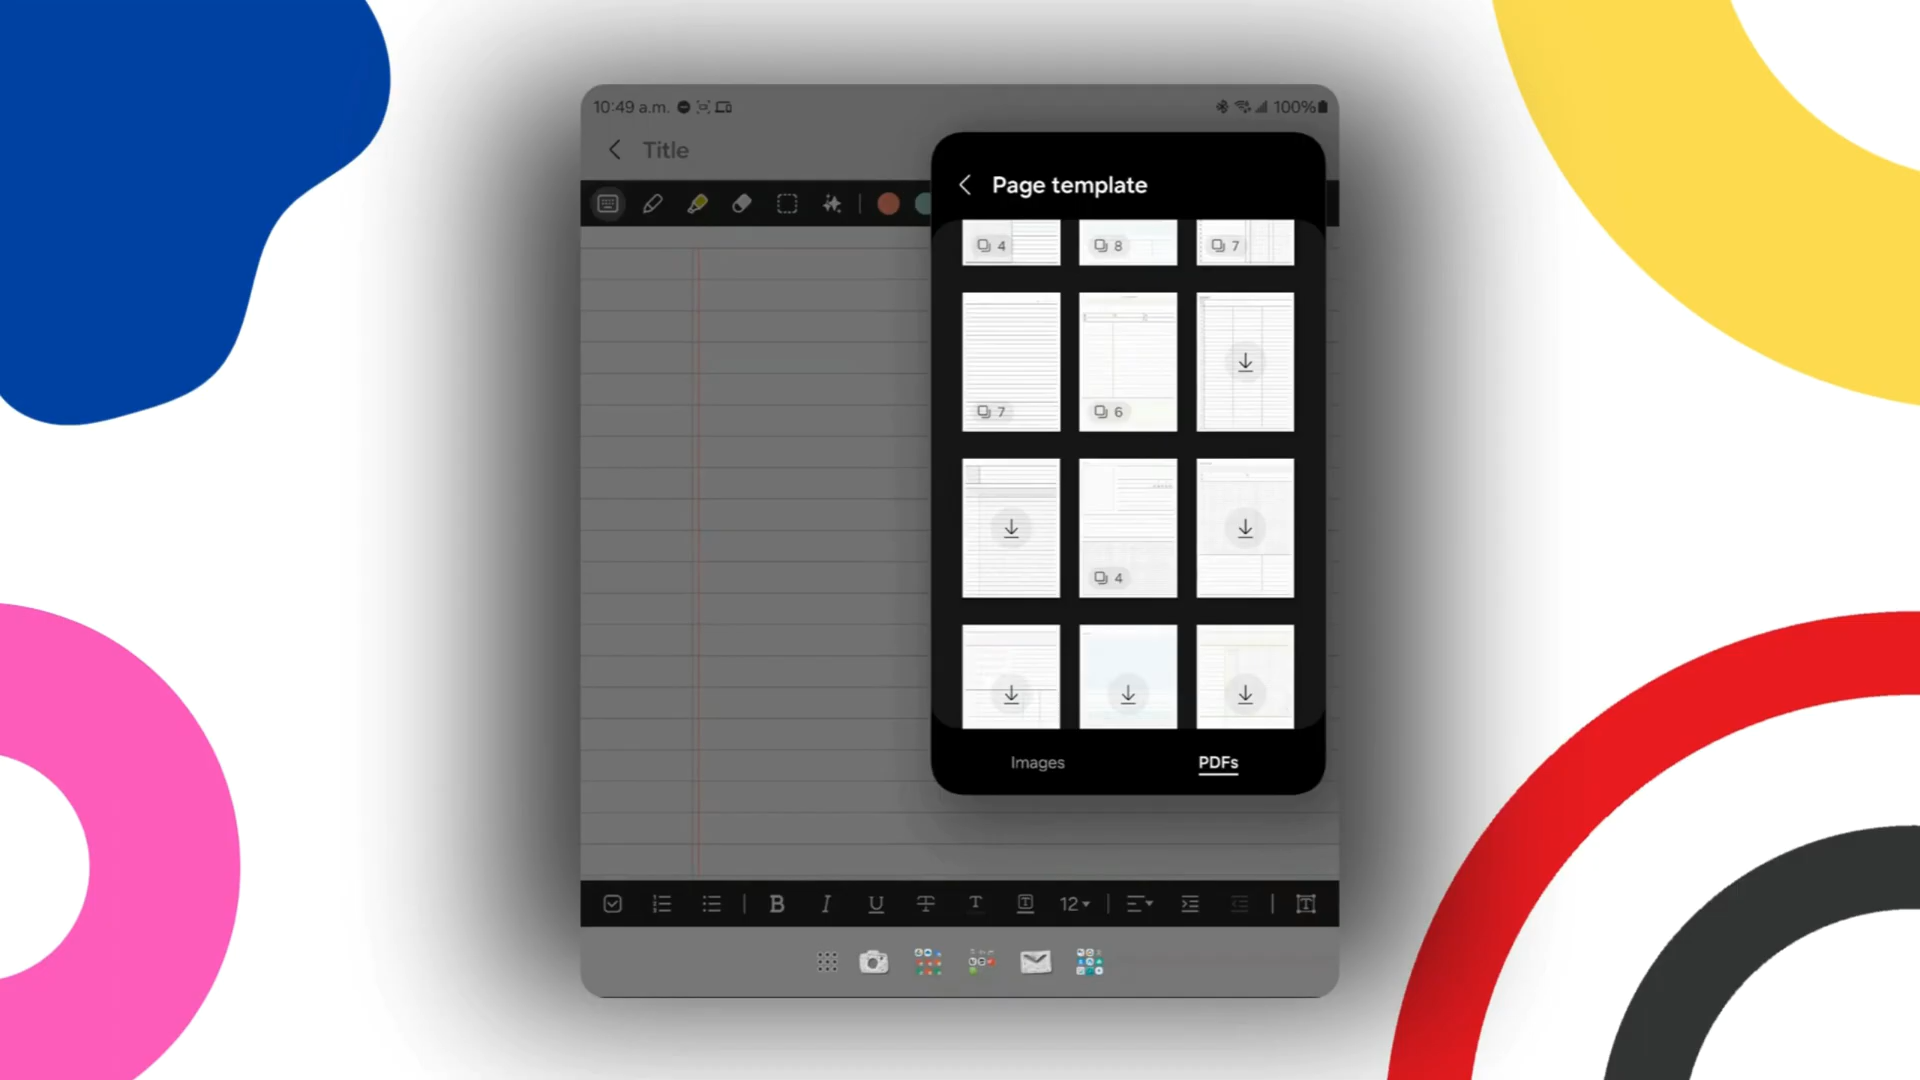 10:49 a.m. 100%
Title
Page template
4 8 7
7 6
4
Images PDFs
B I U T T T 12 T